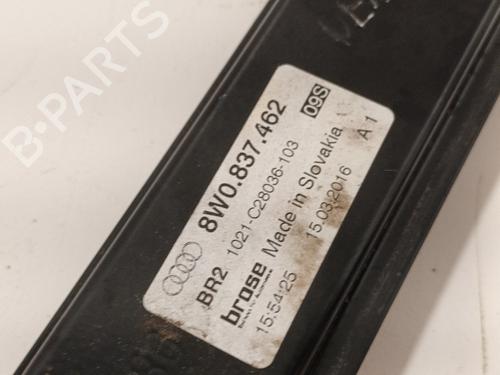 B-PARTS
8W0.837.462
09S
BR2 1021-C28036-103
brose Made in Slovakia
15:54:25 15.03.2016 A 1